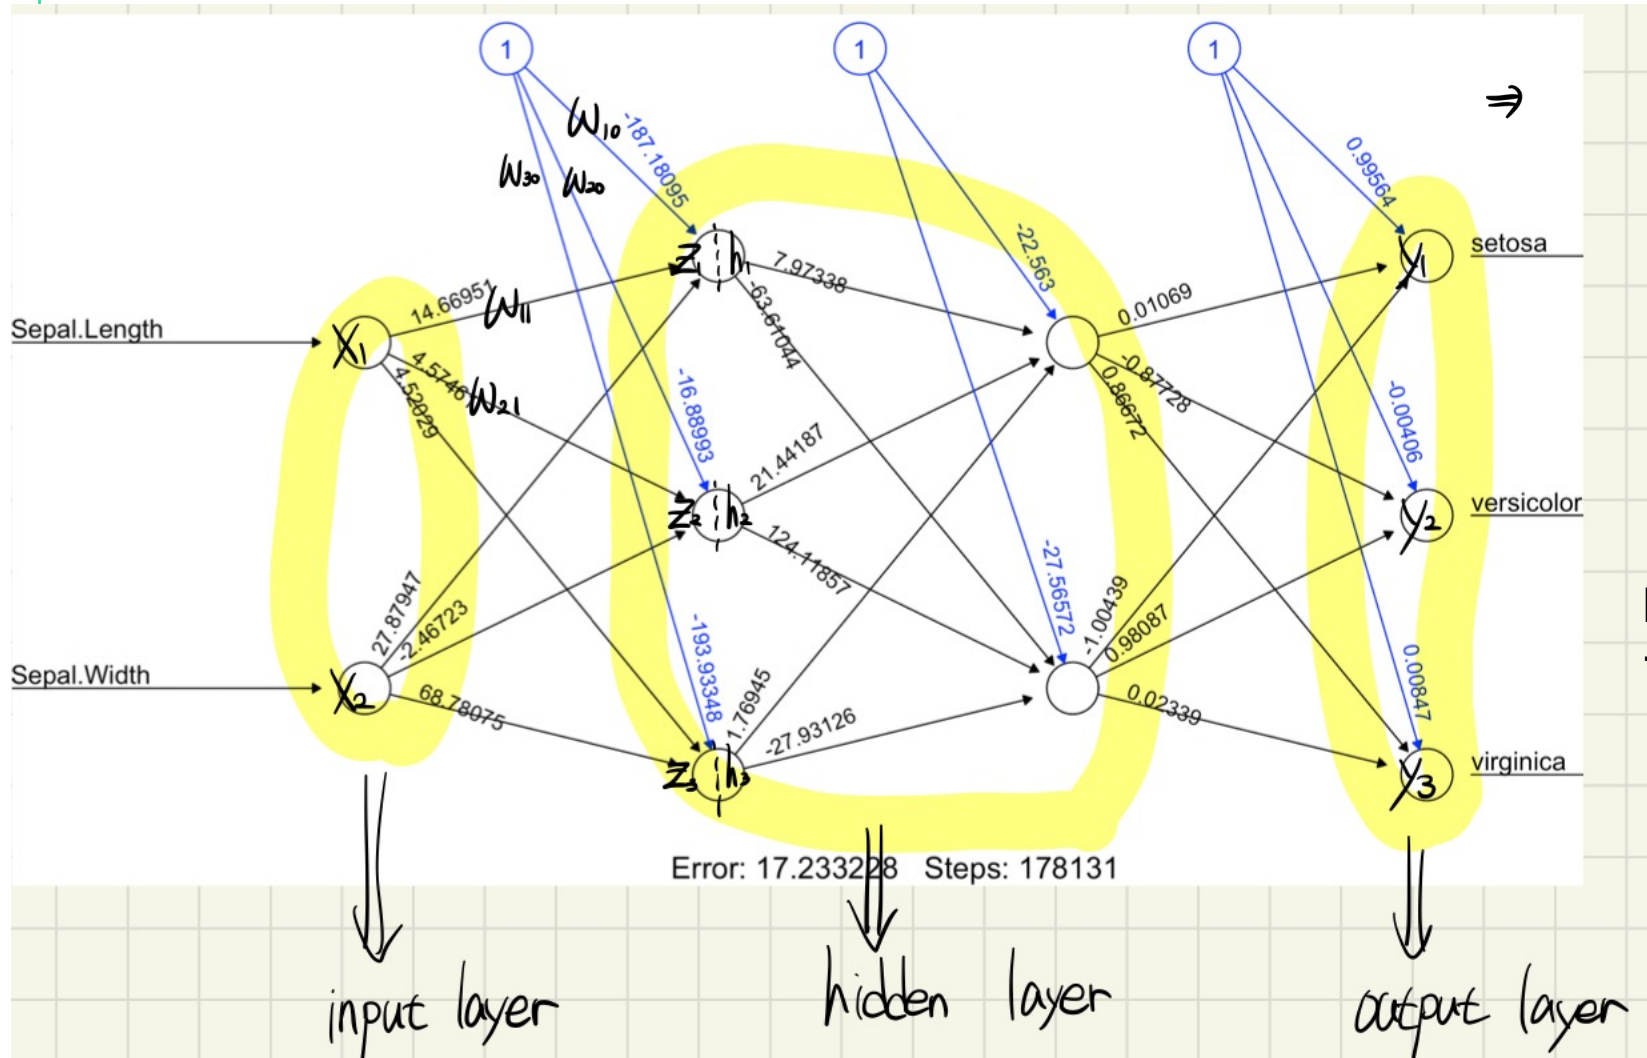 1
1
1
⇒
W10
-187.18095
W30
W20
0.99564
-22.563
setosa
Z1
h1
y1
7.97338
14.66951
W11
-63.61044
0.01069
Sepal.Length
X1
4.52029
W21
-0.87728
0.86672
-0.00406
-16.88993
21.44187
versicolor
Z2
h2
y2
124.11857
-27.56572
27.87947
-2.46723
-1.00439
0.98087
Sepal.Width
X2
68.78075
-193.93348
1.76945
-27.93126
0.02339
0.00847
virginica
Z3
h3
y3
Error: 17.233228 Steps: 178131
input layer
hidden layer
output layer